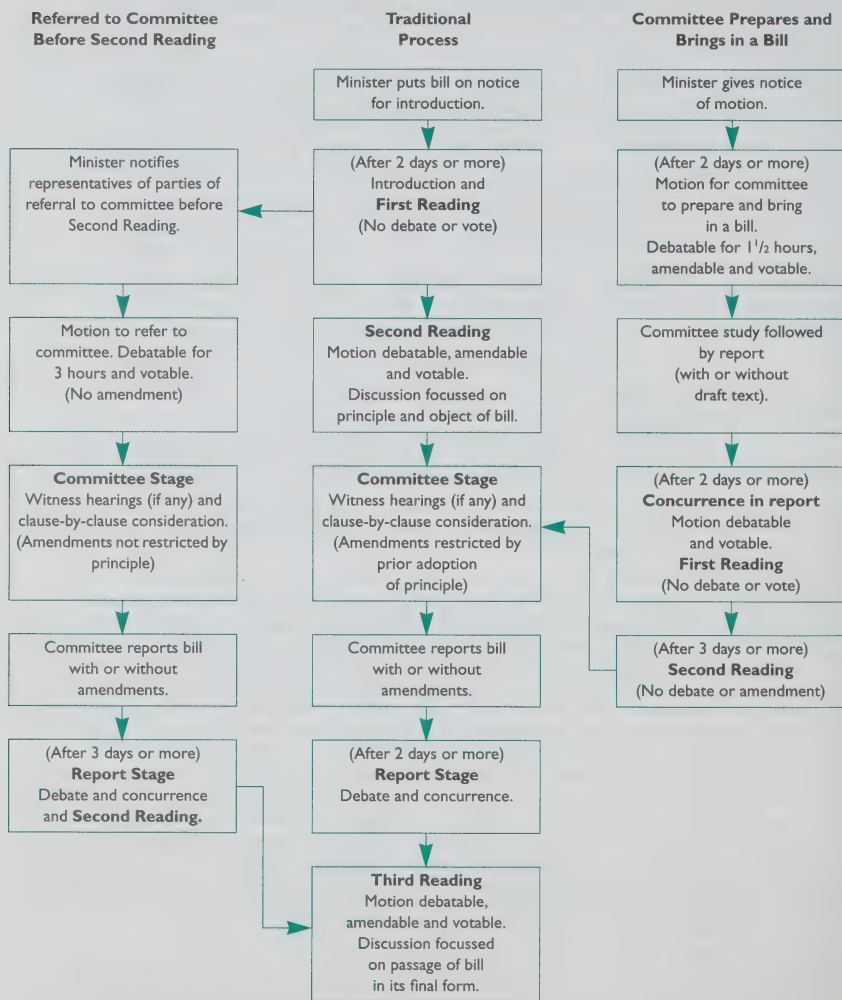 Referred to Committee
Before Second Reading
Minister notifies
representatives of parties of
referral to committee before
Second Reading.
Motion to refer to
committee. Debatable for
3 hours and votable.
(No amendment)
Committee Stage
Witness hearings (if any) and
clause-by-clause consideration.
(Amendments not restricted by
principle)
Committee reports bill
with or without
amendments.
(After 3 days or more)
Report Stage
Debate and concurrence
and Second Reading.
Traditional
Process
Minister puts bill on notice
for introduction.
(After 2 days or more)
Introduction and
First Reading
(No debate or vote)
Second Reading
Motion debatable, amendable
and votable.
Discussion focussed on
principle and object of bill.
Committee Stage
Witness hearings (if any) and
clause-by-clause consideration.
(Amendments restricted by
prior adoption
of principle)
Committee reports bill
with or without
amendments.
(After 2 days or more)
Report Stage
Debate and concurrence.
Third Reading
Motion debatable,
amendable and votable.
Discussion focussed
on passage of bill
in its final form.
Committee Prepares and
Brings in a Bill
Minister gives notice
of motion.
(After 2 days or more)
Motion for committee
to prepare and bring
in a bill.
Debatable for 1 1/2 hours,
amendable and votable.
Committee study followed
by report
(with or without
draft text).
(After 2 days or more)
Concurrence in report
Motion debatable
and votable.
First Reading
(No debate or vote)
(After 3 days or more)
Second Reading
(No debate or amendment)